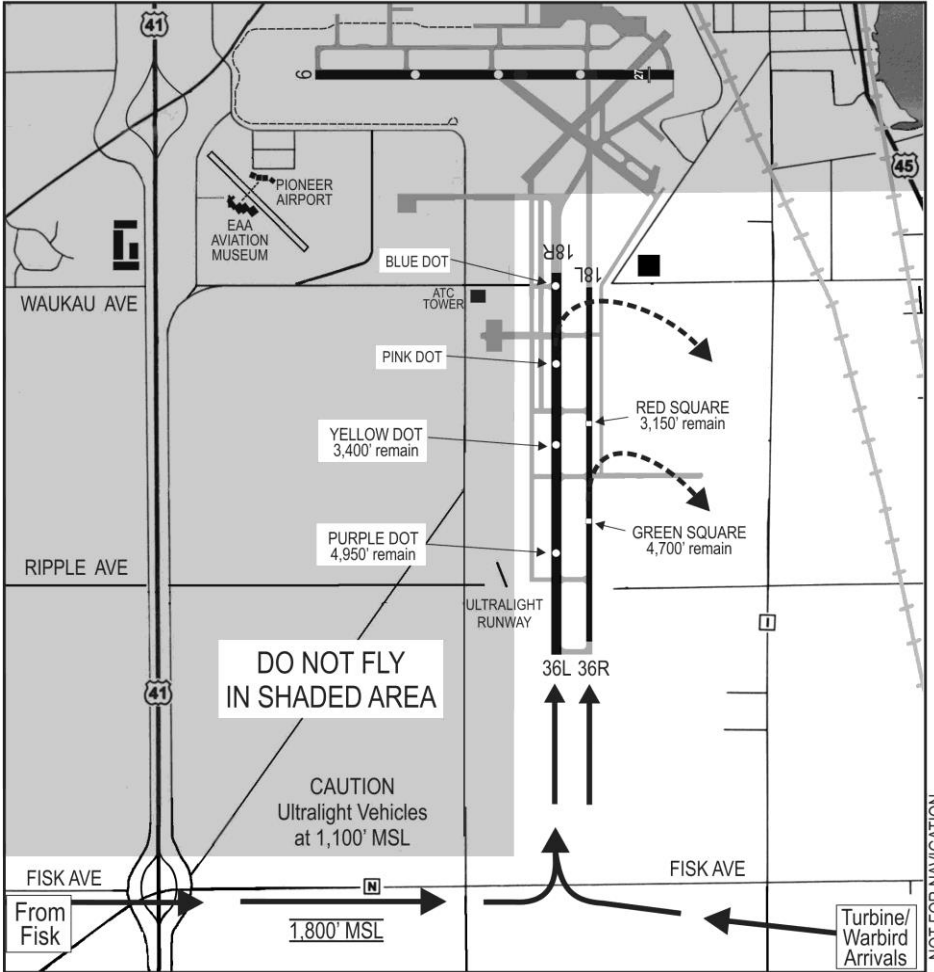 41
45
9
27
PIONEER
AIRPORT
EAA
AVIATION
MUSEUM
18R
18L
BLUE DOT
WAUKAU AVE
ATC
TOWER
PINK DOT
RED SQUARE
3,150' remain
YELLOW DOT
3,400' remain
PURPLE DOT
4,950' remain
GREEN SQUARE
4,700' remain
RIPPLE AVE
ULTRALIGHT
RUNWAY
I
DO NOT FLY
IN SHADED AREA
36L 36R
41
CAUTION
Ultralight Vehicles
at 1,100' MSL
FISK AVE
N
FISK AVE
From
Fisk
1,800' MSL
Turbine/
Warbird
Arrivals
NOT FOR NAVIGATION